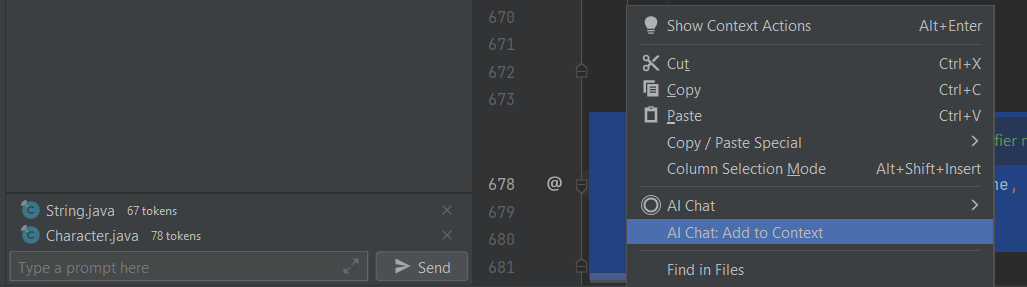 670
671
672
673
678
@
679
680
681
String.java 67 tokens
Character.java 78 tokens
Type a prompt here
Send
Show Context Actions Alt+Enter
Cut Ctrl+X
Copy Ctrl+C
Paste Ctrl+V
Copy / Paste Special
Column Selection Mode Alt+Shift+Insert
AI Chat
AI Chat: Add to Context
Find in Files